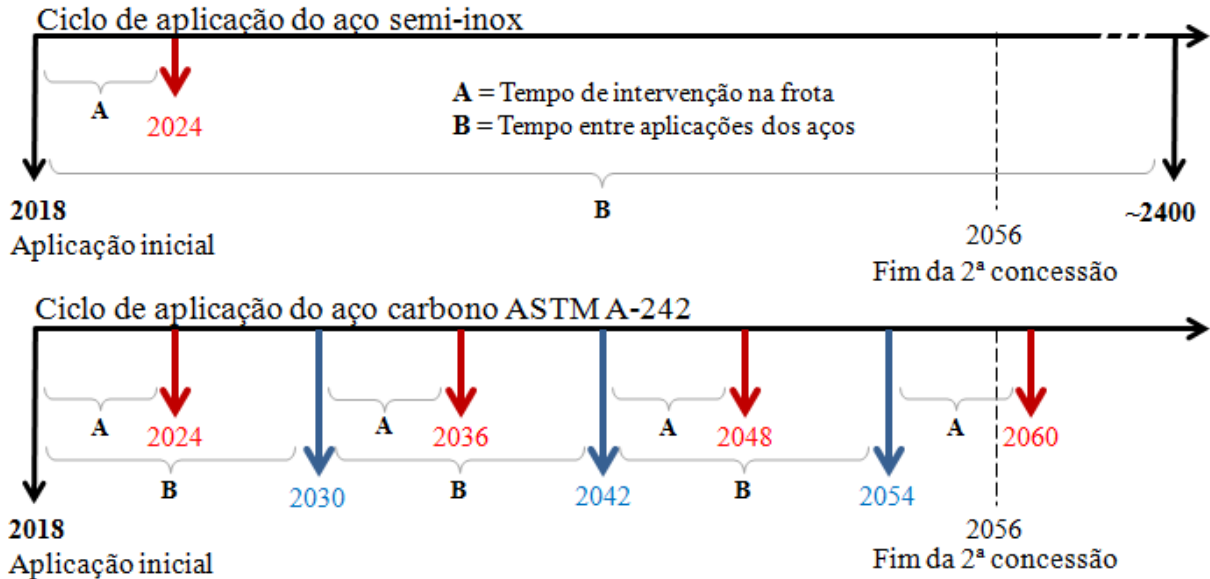 Ciclo de aplicação do aço semi-inox
A = Tempo de intervenção na frota
B = Tempo entre aplicações dos aços
A
2024
B
2018
Aplicação inicial
2056
Fim da 2ª concessão
~2400
Ciclo de aplicação do aço carbono ASTM A-242
A
2024
A
2036
A
2048
A
2060
B
2030
B
2042
B
2054
2018
Aplicação inicial
2056
Fim da 2ª concessão